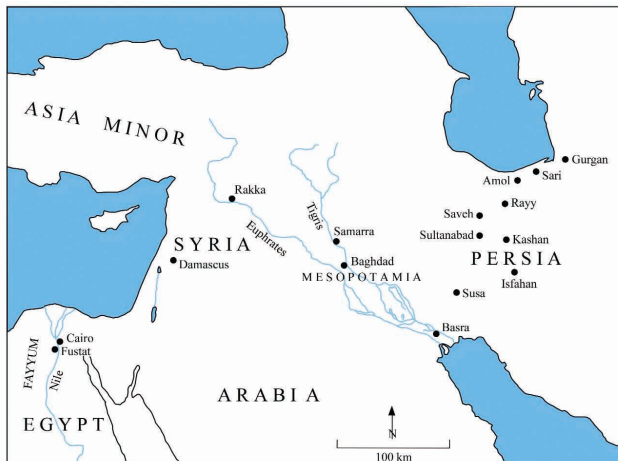 ASIA MINOR
Gurgan
Sari
Amol
Rakka
Rayy
Tigris
Saveh
Euphrates
Samarra
Sultanabad
Kashan
SYRIA
Damascus
Baghdad
PERSIA
MESOPOTAMIA
Isfahan
Susa
Basra
Cairo
Fustat
FAYYUM
Nile
ARABIA
EGYPT
N
100 km